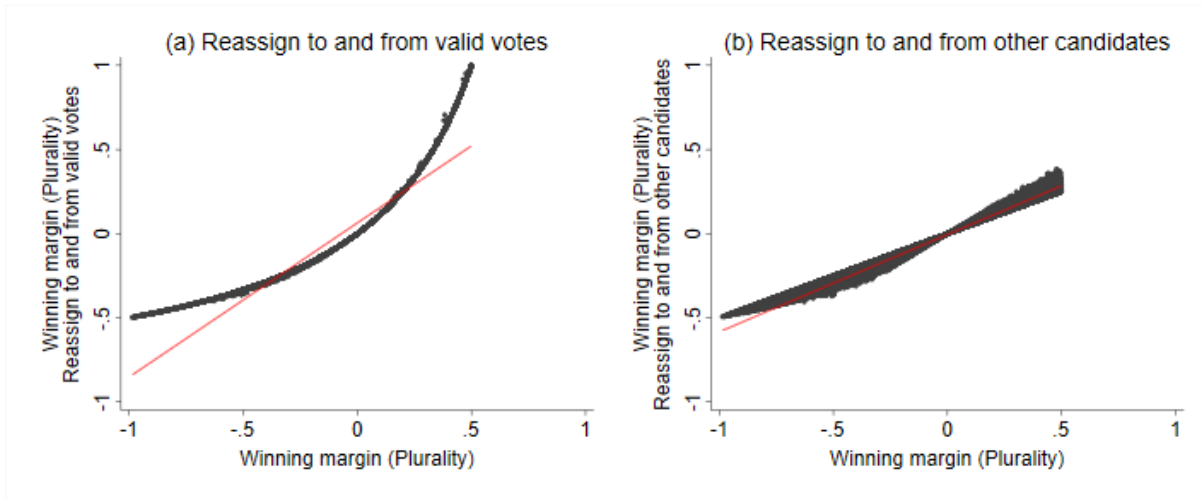 (a) Reassign to and from valid votes
Winning margin (Plurality)
Reassign to and from valid votes
1
.5
0
-.5
-1
-1
-.5
0
.5
1
Winning margin (Plurality)
(b) Reassign to and from other candidates
Winning margin (Plurality)
Reassign to and from other candidates
1
.5
0
-.5
-1
-1
-.5
0
.5
1
Winning margin (Plurality)